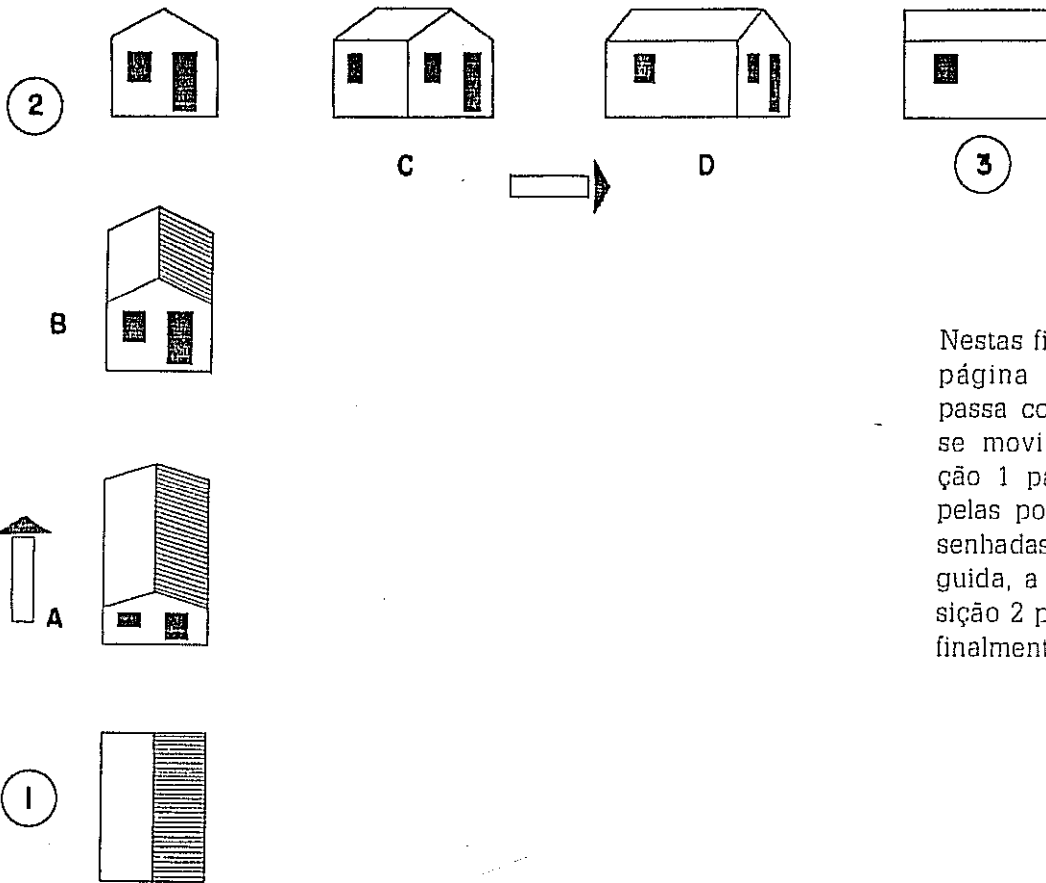 2
C
D
3
B
Nestas fi
página
passa co
se movi
ção 1 pa
pelas po
senhadas
guida, a
sição 2 p
finalment
A
1